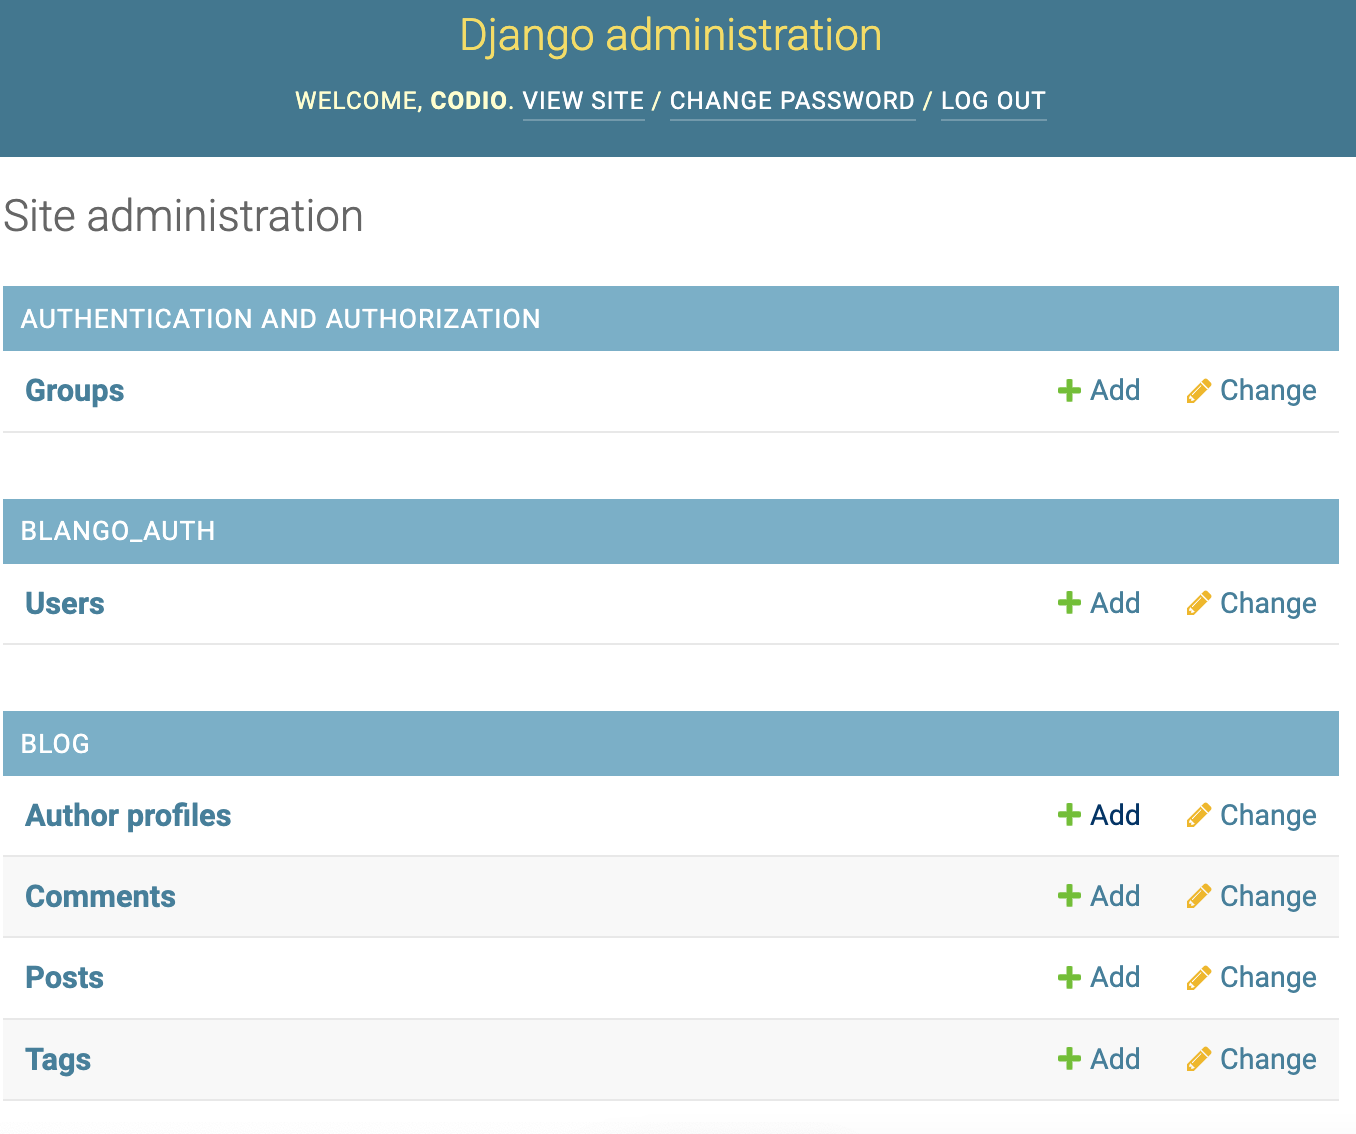 Django administration
WELCOME, CODIO. VIEW SITE / CHANGE PASSWORD / LOG OUT
Site administration
AUTHENTICATION AND AUTHORIZATION
Groups Add Change
BLANGO_AUTH
Users Add Change
BLOG
Author profiles Add Change
Comments Add Change
Posts Add Change
Tags Add Change